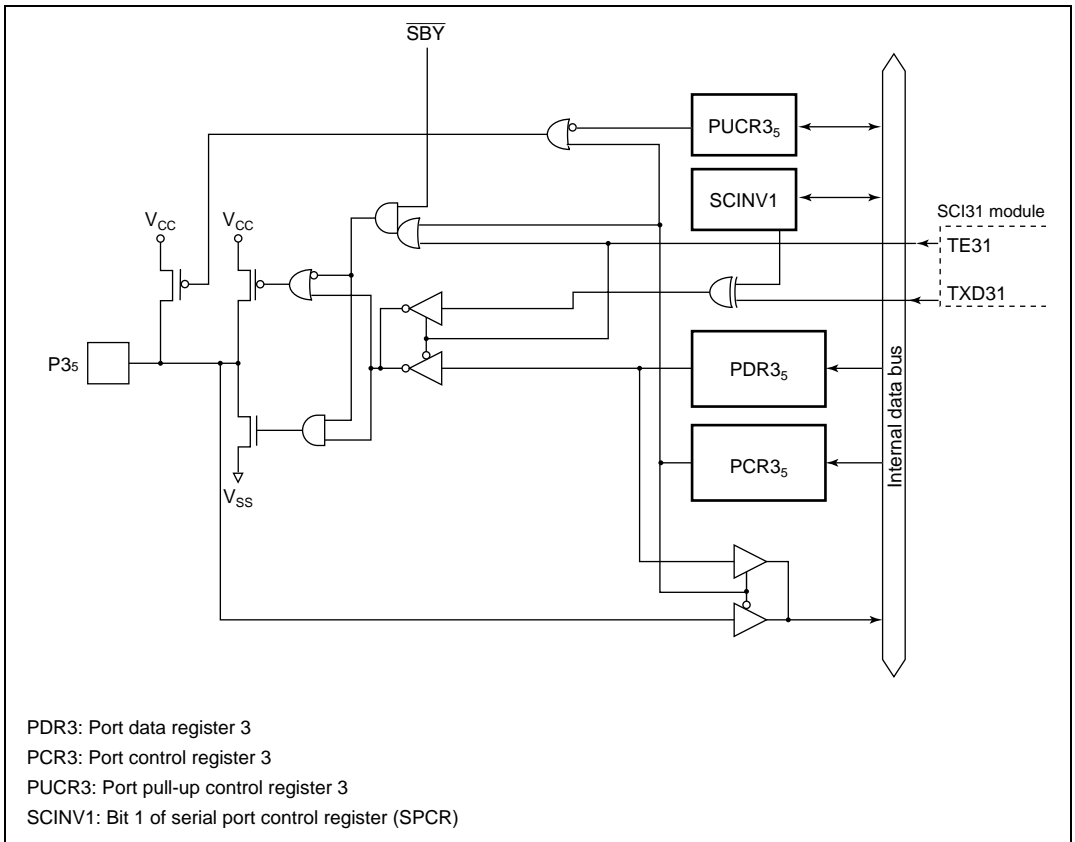 SBY
PUCR3₅
SCINV1
SCI31 module
V_CC
V_CC
TE31
TXD31
P3₅
PDR3₅
PCR3₅
Internal data bus
V_SS
PDR3: Port data register 3
PCR3: Port control register 3
PUCR3: Port pull-up control register 3
SCINV1: Bit 1 of serial port control register (SPCR)